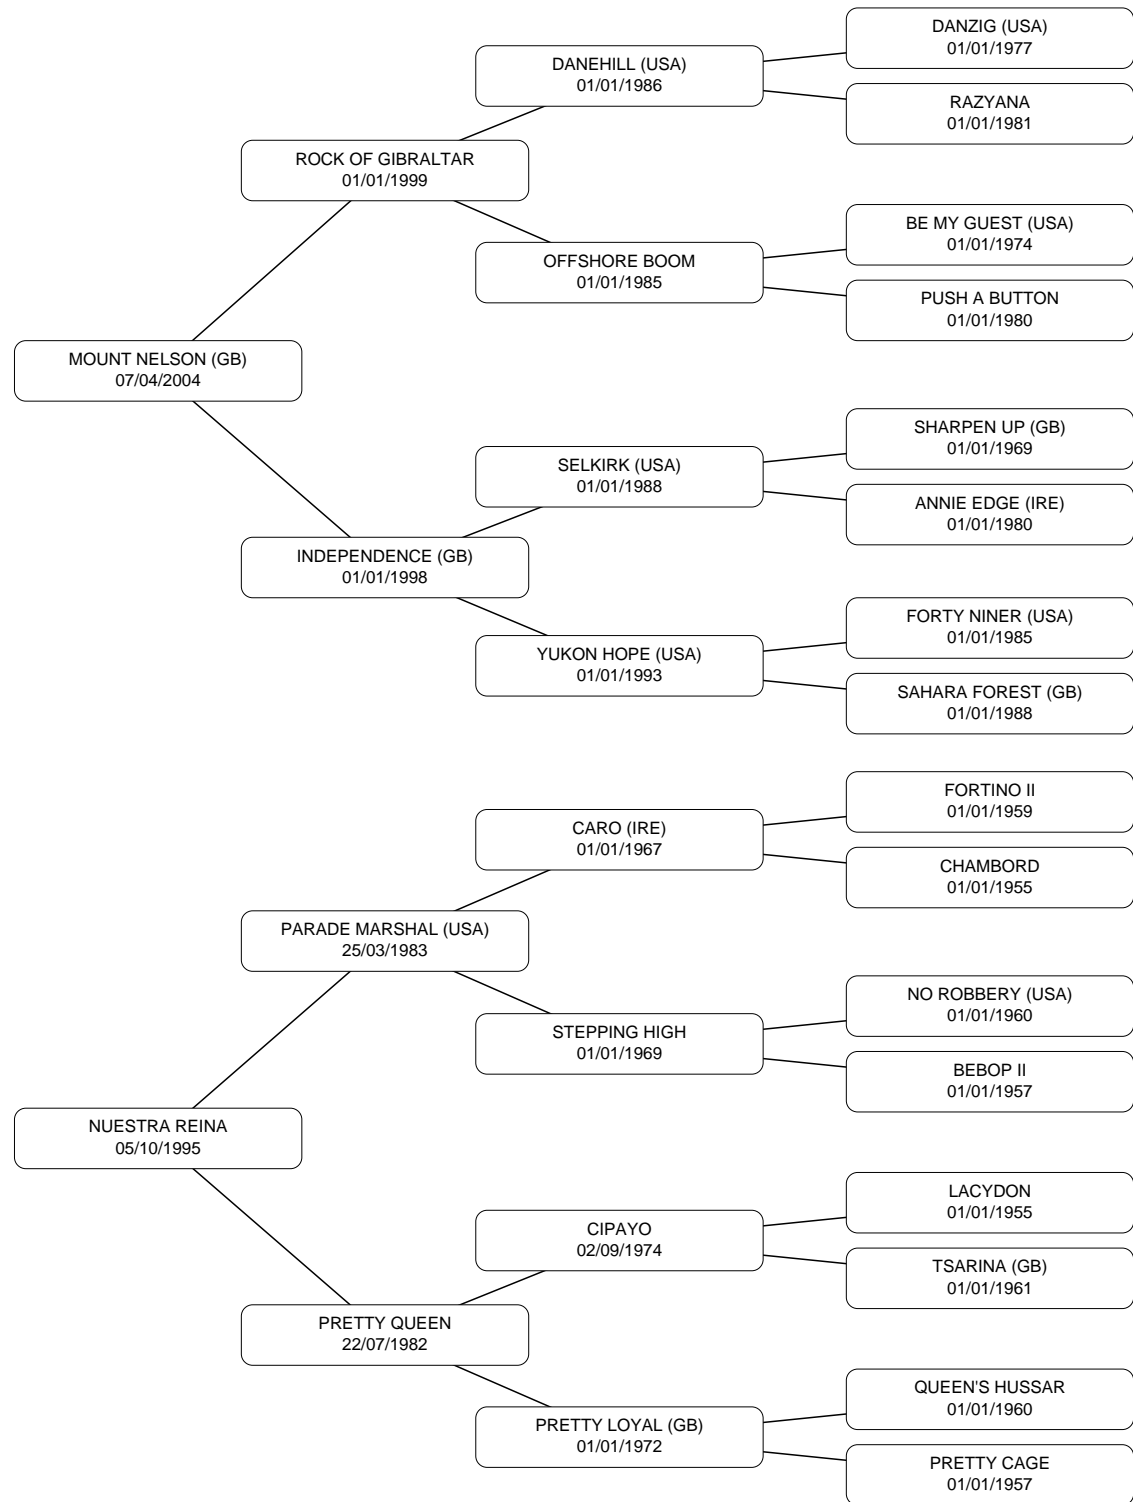 DANZIG (USA)
01/01/1977
DANEHILL (USA)
01/01/1986
RAZYANA
01/01/1981
ROCK OF GIBRALTAR
01/01/1999
BE MY GUEST (USA)
01/01/1974
OFFSHORE BOOM
01/01/1985
PUSH A BUTTON
01/01/1980
MOUNT NELSON (GB)
07/04/2004
SHARPEN UP (GB)
01/01/1969
SELKIRK (USA)
01/01/1988
ANNIE EDGE (IRE)
01/01/1980
INDEPENDENCE (GB)
01/01/1998
FORTY NINER (USA)
01/01/1985
YUKON HOPE (USA)
01/01/1993
SAHARA FOREST (GB)
01/01/1988
FORTINO II
01/01/1959
CARO (IRE)
01/01/1967
CHAMBORD
01/01/1955
PARADE MARSHAL (USA)
25/03/1983
NO ROBBERY (USA)
01/01/1960
STEPPING HIGH
01/01/1969
BEBOP II
01/01/1957
NUESTRA REINA
05/10/1995
LACYDON
01/01/1955
CIPAYO
02/09/1974
TSARINA (GB)
01/01/1961
PRETTY QUEEN
22/07/1982
QUEEN'S HUSSAR
01/01/1960
PRETTY LOYAL (GB)
01/01/1972
PRETTY CAGE
01/01/1957